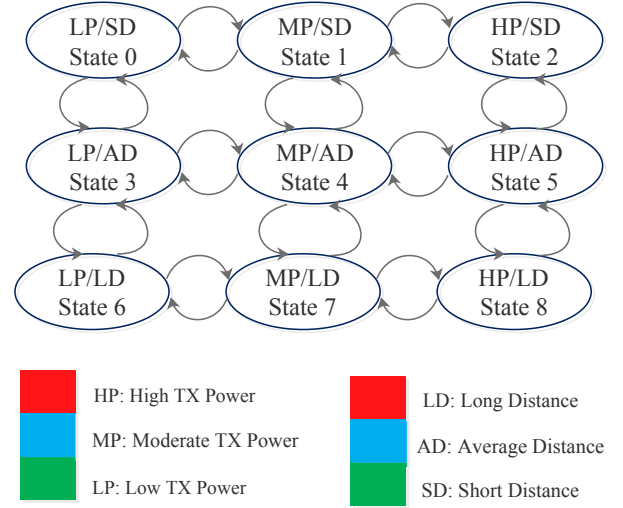 LP/SD
State 0
MP/SD
State 1
HP/SD
State 2
LP/AD
State 3
MP/AD
State 4
HP/AD
State 5
LP/LD
State 6
MP/LD
State 7
HP/LD
State 8
HP: High TX Power
MP: Moderate TX Power
LP: Low TX Power
LD: Long Distance
AD: Average Distance
SD: Short Distance